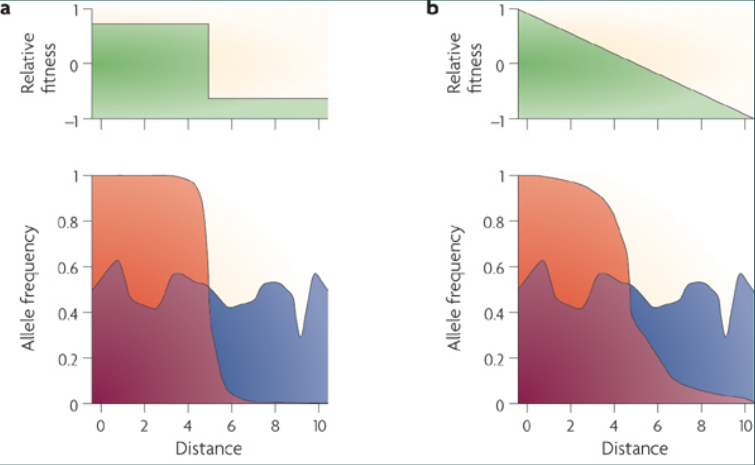 a
Relative
fitness
1
0
−1
Allele frequency
1
0.8
0.6
0.4
0.2
0
0 2 4 6 8 10
Distance
b
Relative
fitness
1
0
−1
Allele frequency
1
0.8
0.6
0.4
0.2
0
0 2 4 6 8 10
Distance